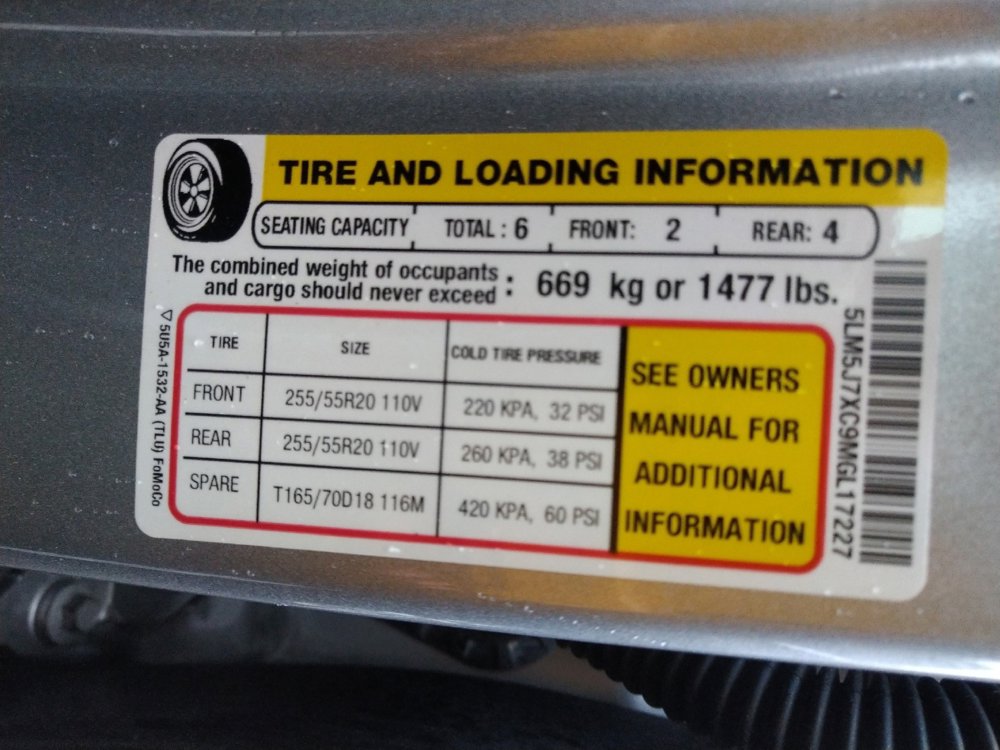 TIRE AND LOADING INFORMATION
SEATING CAPACITY TOTAL : 6 FRONT: 2 REAR: 4
The combined weight of occupants
and cargo should never exceed : 669 kg or 1477 lbs.
TIRE SIZE COLD TIRE PRESSURE
FRONT 255/55R20 110V 220 KPA, 32 PSI
REAR 255/55R20 110V 260 KPA, 38 PSI
SPARE T165/70D18 116M 420 KPA, 60 PSI
SEE OWNERS
MANUAL FOR
ADDITIONAL
INFORMATION
5U5A-1532-AA (TLU) FoMoCo
5LM5J7XC9MGL17227